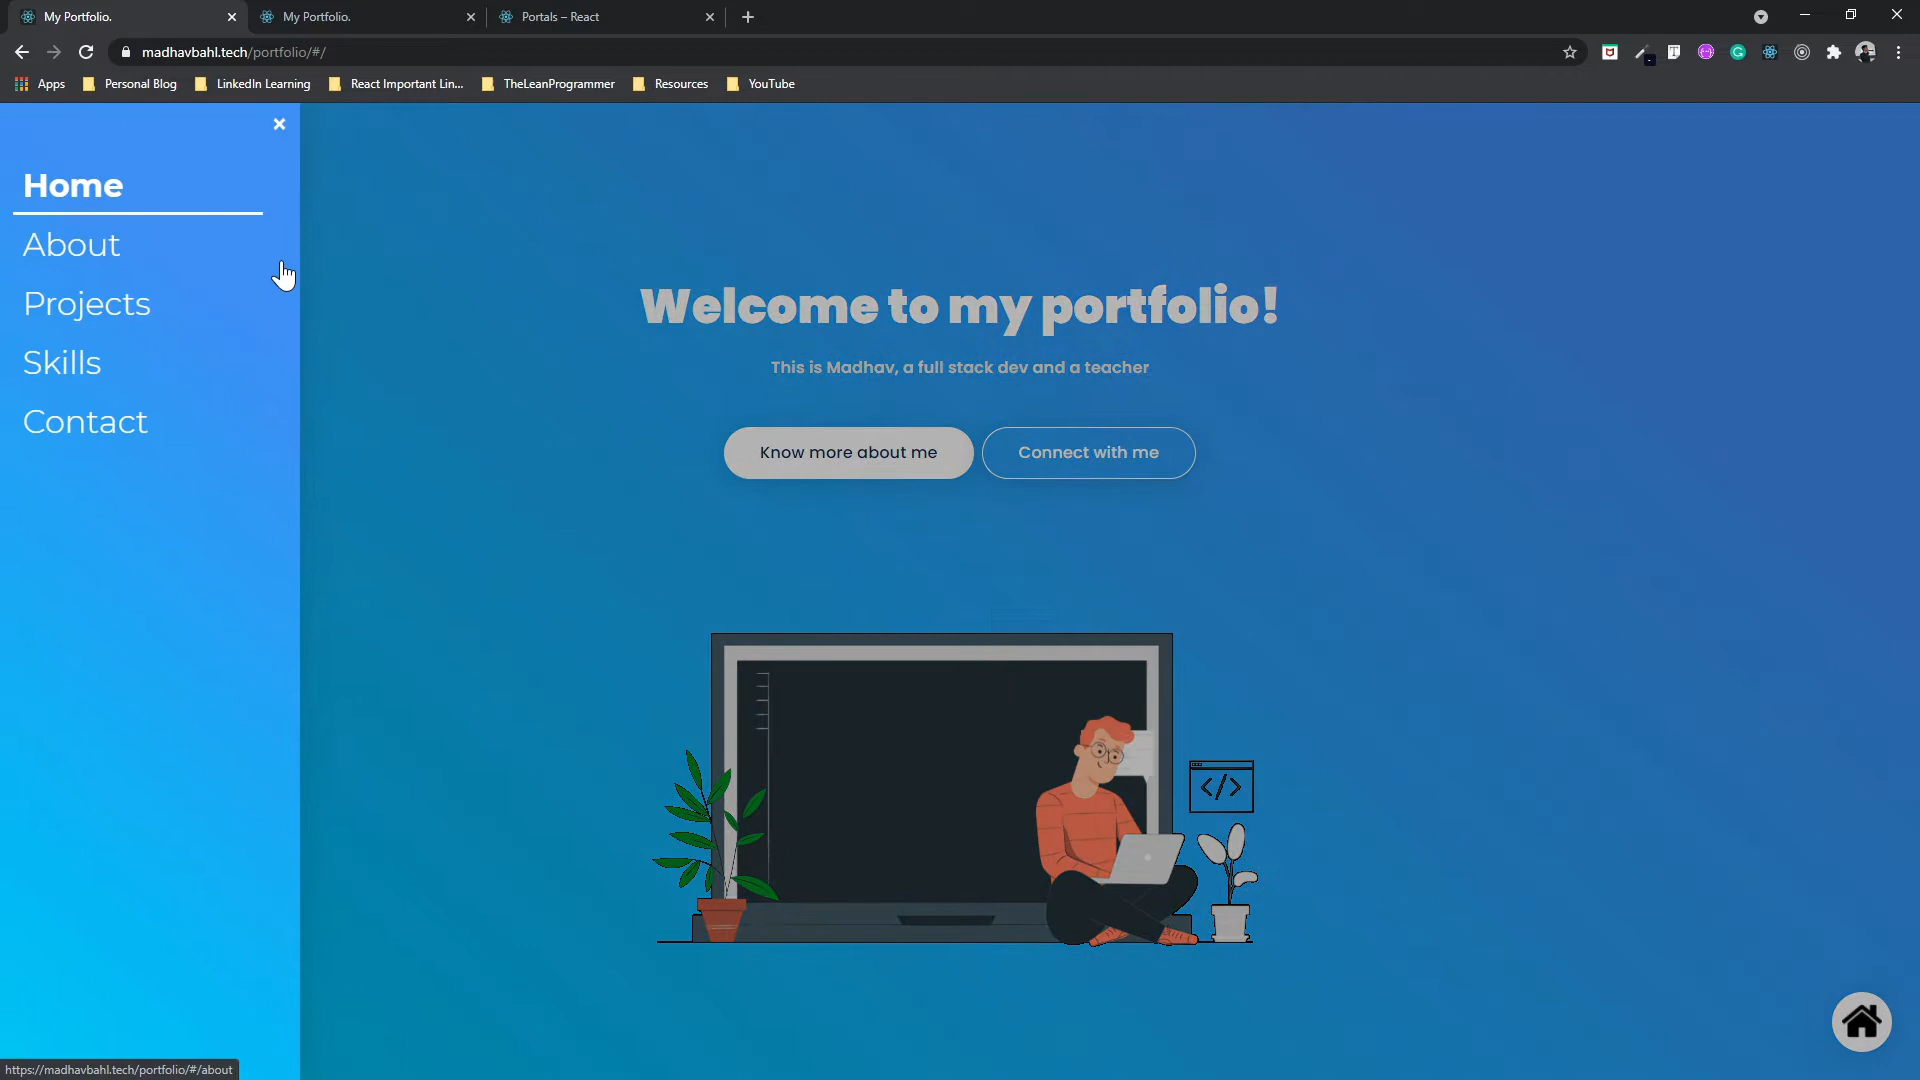 My Portfolio.
My Portfolio.
Portals – React
madhavbahl.tech/portfolio/#/
Apps
Personal Blog
LinkedIn Learning
React Important Lin...
TheLeanProgrammer
Resources
YouTube
Home
About
Projects
Skills
Contact
Welcome to my portfolio!
This is Madhav, a full stack dev and a teacher
Know more about me
Connect with me
</>
https://madhavbahl.tech/portfolio/#/about